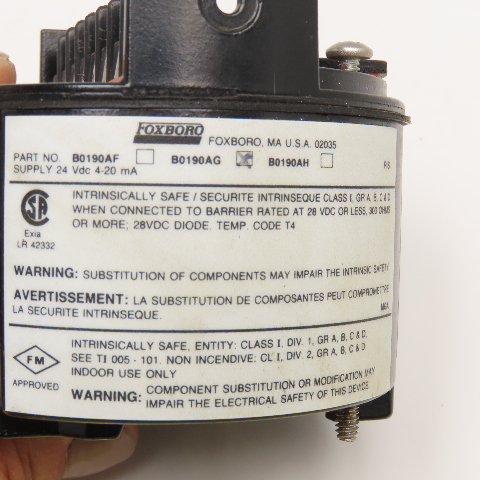 FOXBORO
FOXBORO, MA U.S.A. 02035
PART NO. B0190AF B0190AG B0190AH
SUPPLY 24 Vdc 4-20 mA
INTRINSICALLY SAFE / SECURITE INTRINSEQUE CLASS I, GR A, B, C & D
WHEN CONNECTED TO BARRIER RATED AT 28 VDC OR LESS, 300 OHMS
OR MORE; 28VDC DIODE. TEMP. CODE T4
SA
Exia
LR 42332
WARNING: SUBSTITUTION OF COMPONENTS MAY IMPAIR THE INTRINSIC SAFETY
AVERTISSEMENT: LA SUBSTITUTION DE COMPOSANTES PEUT COMPROMETTRE
LA SECURITE INTRINSEQUE.
INTRINSICALLY SAFE, ENTITY: CLASS I, DIV. 1, GR A, B, C & D.
SEE TI 005 - 101. NON INCENDIVE: CL I, DIV. 2, GR A, B, C & D.
INDOOR USE ONLY
FM
APPROVED
WARNING: COMPONENT SUBSTITUTION OR MODIFICATION MAY
IMPAIR THE ELECTRICAL SAFETY OF THIS DEVICE